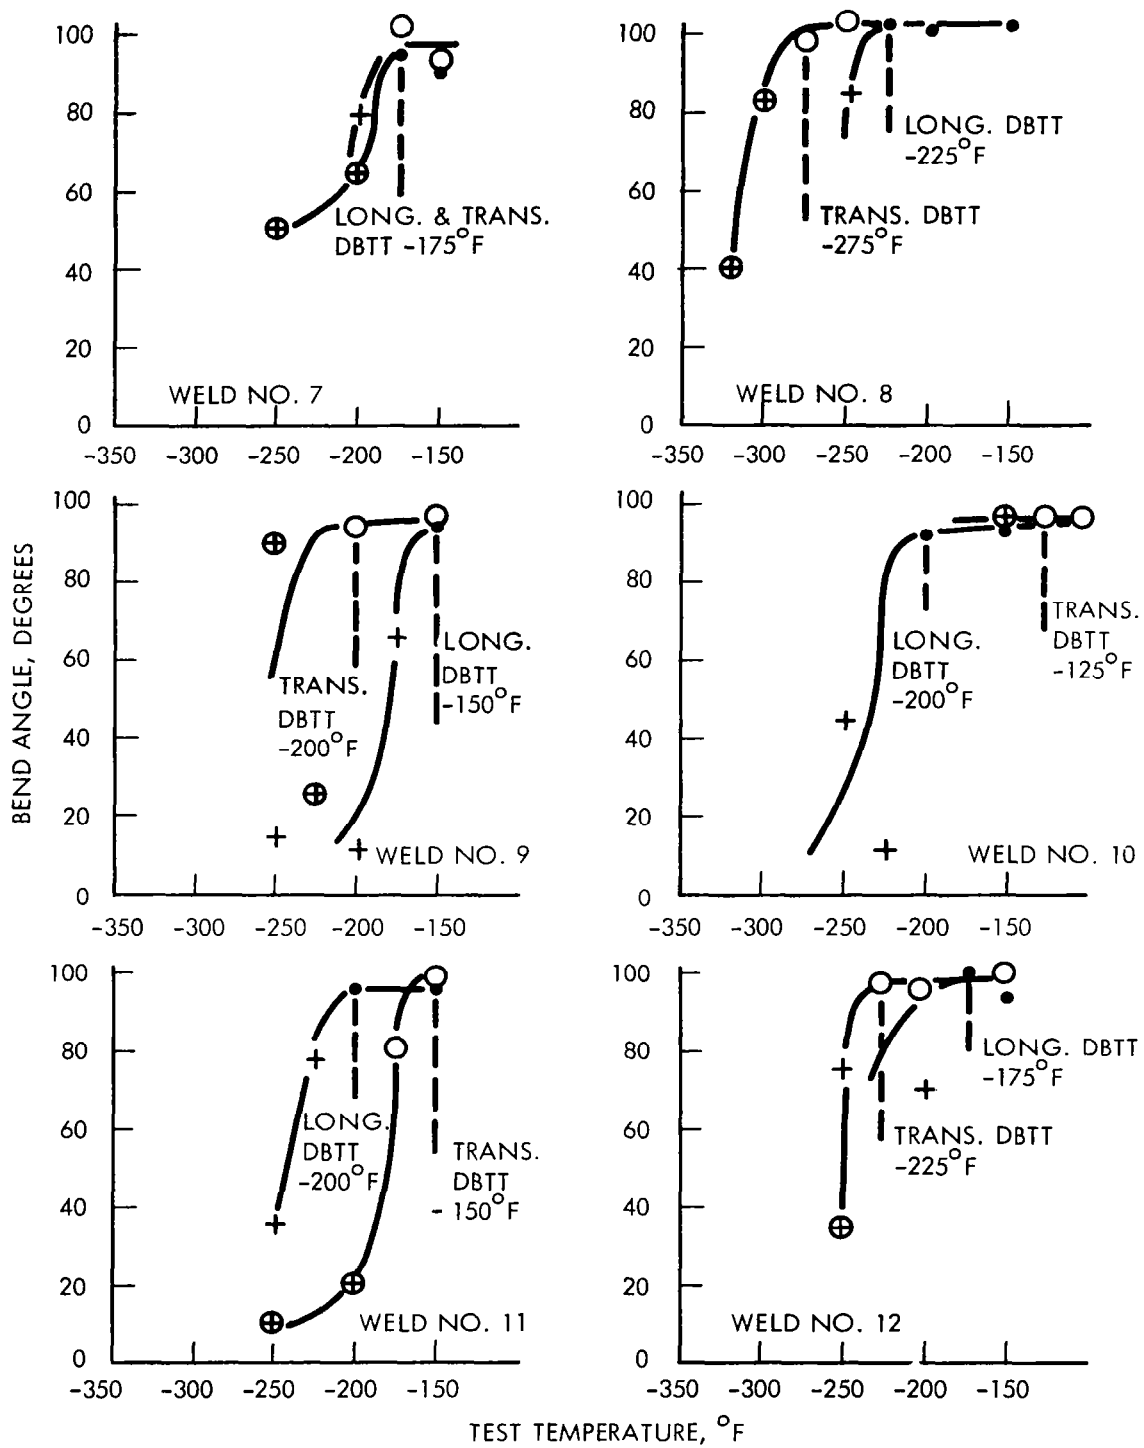 100
80
60
40
20
0
LONG. & TRANS.
DBTT -175°F
WELD NO. 7
-350 -300 -250 -200 -150
100
80
60
40
20
0
LONG. DBTT
-225°F
TRANS. DBTT
-275°F
WELD NO. 8
-350 -300 -250 -200 -150
BEND ANGLE, DEGREES
100
80
60
40
20
0
TRANS.
DBTT
-200°F
LONG.
DBTT
-150°F
WELD NO. 9
-350 -300 -250 -200 -150
100
80
60
40
20
0
LONG.
DBTT
-200°F
TRANS.
DBTT
-125°F
WELD NO. 10
-350 -300 -250 -200 -150
100
80
60
40
20
0
LONG.
DBTT
-200°F
TRANS.
DBTT
- 150°F
WELD NO. 11
-350 -300 -250 -200 -150
100
80
60
40
20
0
LONG. DBTT
-175°F
TRANS. DBTT
-225°F
WELD NO. 12
-350 -300 -250 -200 -150
TEST TEMPERATURE, °F